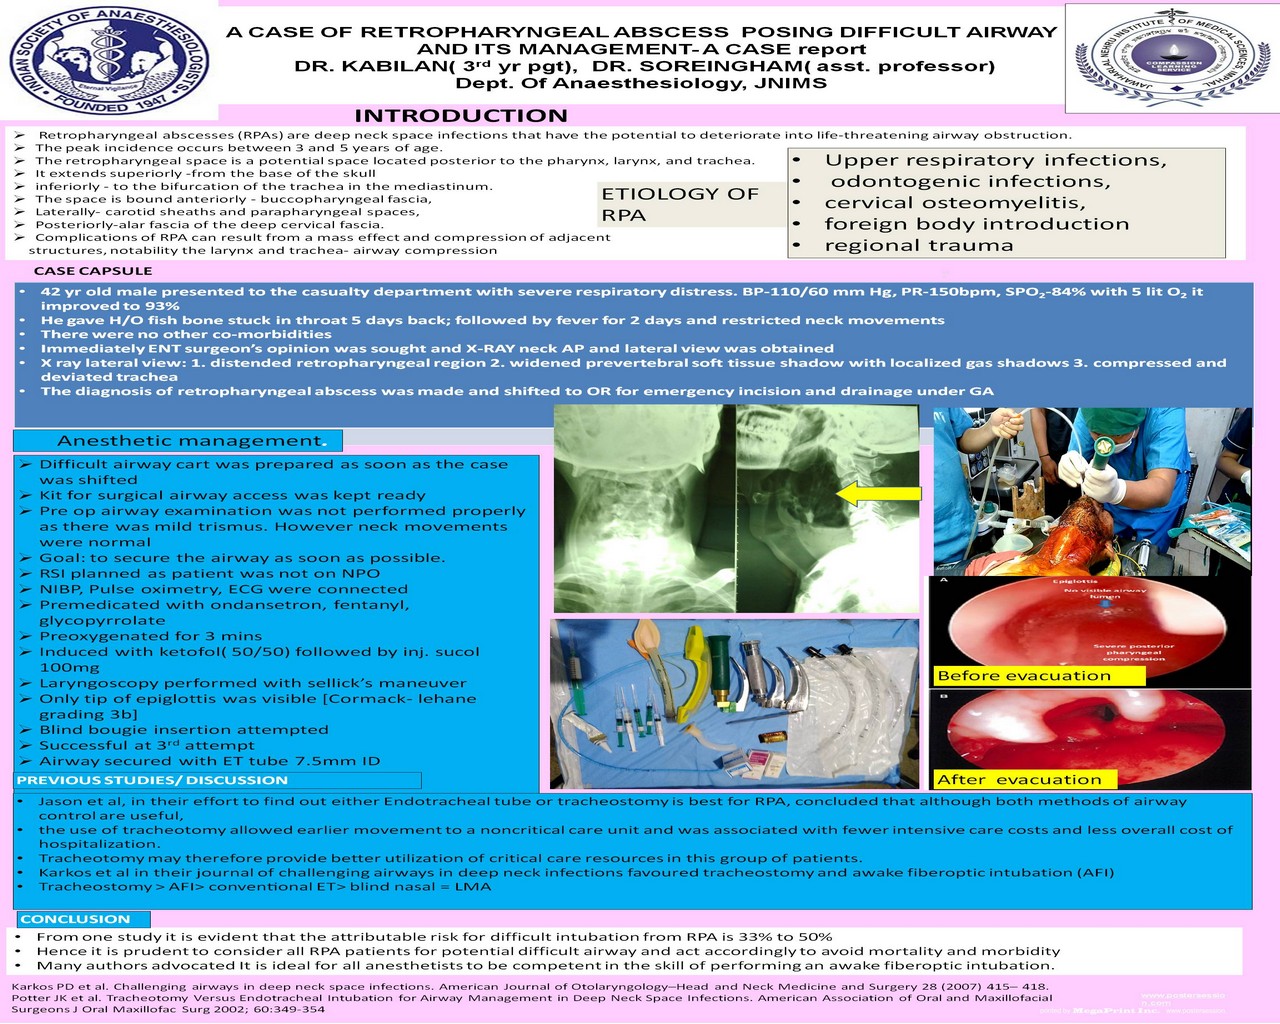 INDIAN SOCIETY OF ANAESTHESIOLOGISTS
Eternal Vigilance
• FOUNDED 1947 •
A CASE OF RETROPHARYNGEAL ABSCESS POSING DIFFICULT AIRWAY
AND ITS MANAGEMENT- A CASE report
DR. KABILAN( 3rd yr pgt), DR. SOREINGHAM( asst. professor)
Dept. Of Anaesthesiology, JNIMS
JAWAHARLAL NEHRU INSTITUTE OF MEDICAL SCIENCES IMPHAL
COMPASSION
LEARNING
SERVICE
INTRODUCTION
➢ Retropharyngeal abscesses (RPAs) are deep neck space infections that have the potential to deteriorate into life-threatening airway obstruction.
➢ The peak incidence occurs between 3 and 5 years of age.
➢ The retropharyngeal space is a potential space located posterior to the pharynx, larynx, and trachea.
➢ It extends superiorly -from the base of the skull
➢ inferiorly - to the bifurcation of the trachea in the mediastinum.
➢ The space is bound anteriorly - buccopharyngeal fascia,
➢ Laterally- carotid sheaths and parapharyngeal spaces,
➢ Posteriorly-alar fascia of the deep cervical fascia.
➢ Complications of RPA can result from a mass effect and compression of adjacent
structures, notability the larynx and trachea- airway compression
ETIOLOGY OF
RPA
• Upper respiratory infections,
• odontogenic infections,
• cervical osteomyelitis,
• foreign body introduction
• regional trauma
CASE CAPSULE
• 42 yr old male presented to the casualty department with severe respiratory distress. BP-110/60 mm Hg, PR-150bpm, SPO2-84% with 5 lit O2 it
improved to 93%
• He gave H/O fish bone stuck in throat 5 days back; followed by fever for 2 days and restricted neck movements
• There were no other co-morbidities
• Immediately ENT surgeon's opinion was sought and X-RAY neck AP and lateral view was obtained
• X ray lateral view: 1. distended retropharyngeal region 2. widened prevertebral soft tissue shadow with localized gas shadows 3. compressed and
deviated trachea
• The diagnosis of retropharyngeal abscess was made and shifted to OR for emergency incision and drainage under GA
Anesthetic management.
➢ Difficult airway cart was prepared as soon as the case
was shifted
➢ Kit for surgical airway access was kept ready
➢ Pre op airway examination was not performed properly
as there was mild trismus. However neck movements
were normal
➢ Goal: to secure the airway as soon as possible.
➢ RSI planned as patient was not on NPO
➢ NIBP, Pulse oximetry, ECG were connected
➢ Premedicated with ondansetron, fentanyl,
glycopyrrolate
➢ Preoxygenated for 3 mins
➢ Induced with ketofol( 50/50) followed by inj. sucol
100mg
➢ Laryngoscopy performed with sellick's maneuver
➢ Only tip of epiglottis was visible [Cormack- lehane
grading 3b]
➢ Blind bougie insertion attempted
➢ Successful at 3rd attempt
➢ Airway secured with ET tube 7.5mm ID
A
Epiglottis
No visible airway
lumen
Severe posterior
pharyngeal
compression
Before evacuation
B
After evacuation
PREVIOUS STUDIES/ DISCUSSION
• Jason et al, in their effort to find out either Endotracheal tube or tracheostomy is best for RPA, concluded that although both methods of airway
control are useful,
• the use of tracheotomy allowed earlier movement to a noncritical care unit and was associated with fewer intensive care costs and less overall cost of
hospitalization.
• Tracheotomy may therefore provide better utilization of critical care resources in this group of patients.
• Karkos et al in their journal of challenging airways in deep neck infections favoured tracheostomy and awake fiberoptic intubation (AFI)
• Tracheostomy > AFI> conventional ET> blind nasal = LMA
CONCLUSION
• From one study it is evident that the attributable risk for difficult intubation from RPA is 33% to 50%
• Hence it is prudent to consider all RPA patients for potential difficult airway and act accordingly to avoid mortality and morbidity
• Many authors advocated It is ideal for all anesthetists to be competent in the skill of performing an awake fiberoptic intubation.
Karkos PD et al. Challenging airways in deep neck space infections. American Journal of Otolaryngology–Head and Neck Medicine and Surgery 28 (2007) 415– 418.
Potter JK et al. Tracheotomy Versus Endotracheal Intubation for Airway Management in Deep Neck Space Infections. American Association of Oral and Maxillofacial
Surgeons J Oral Maxillofac Surg 2002; 60:349-354
MegaPrint Inc.